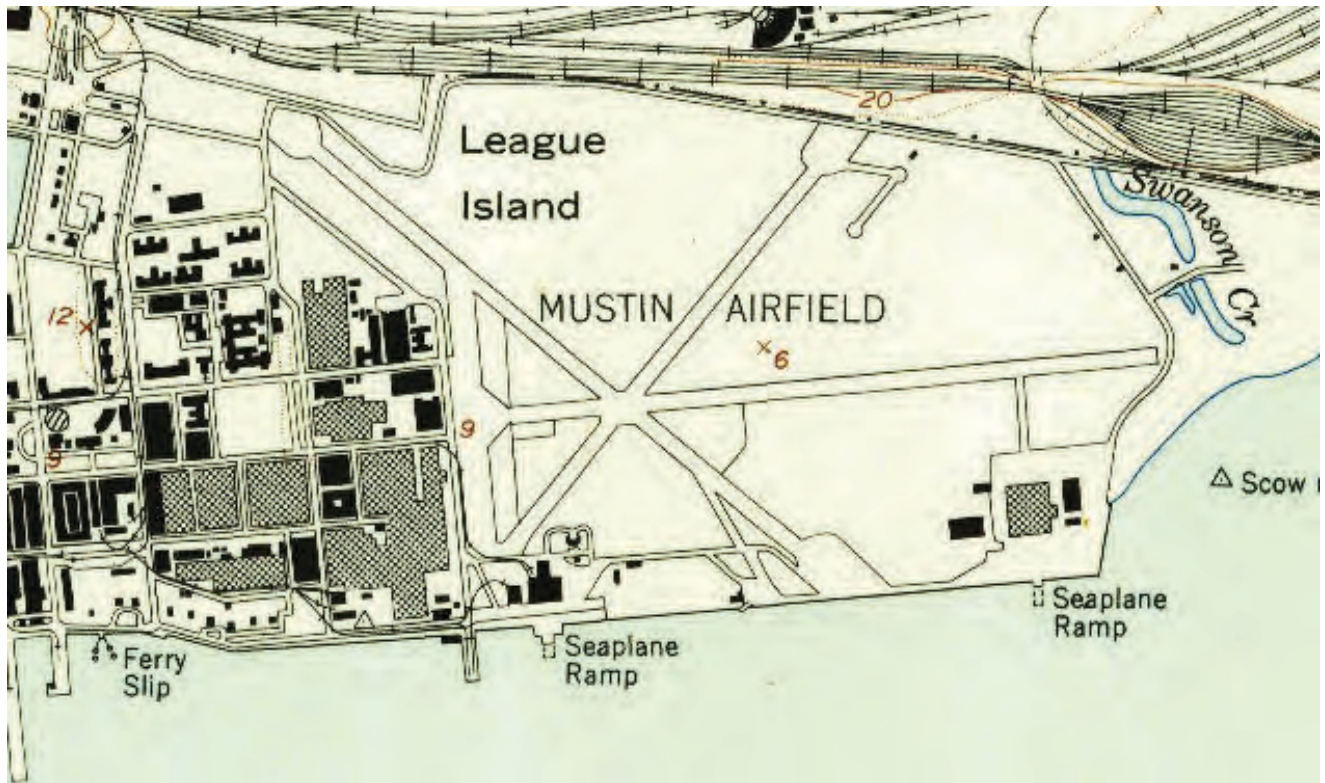 20
League
Island
Swanson
Cr
MUSTIN AIRFIELD
12
6
9
9
Scow
Seaplane
Ramp
Seaplane
Ramp
Ferry
Slip